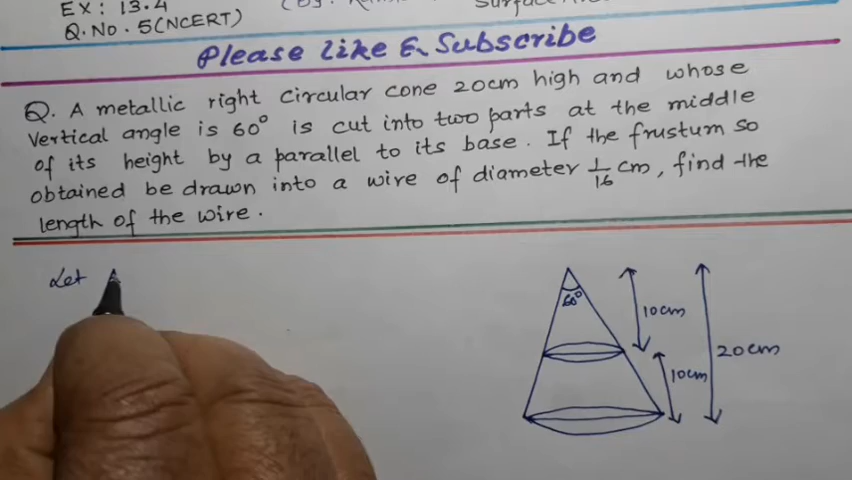 EX: 13.4
Q. No. 5(NCERT)
Please like & Subscribe
Q. A metallic right circular cone 20cm high and whose
vertical angle is 60° is cut into two parts at the middle
of its height by a parallel to its base. If the frustum so
obtained be drawn into a wire of diameter 1/16 cm, find the
length of the wire.
Let A
60°
10cm
20cm
10cm